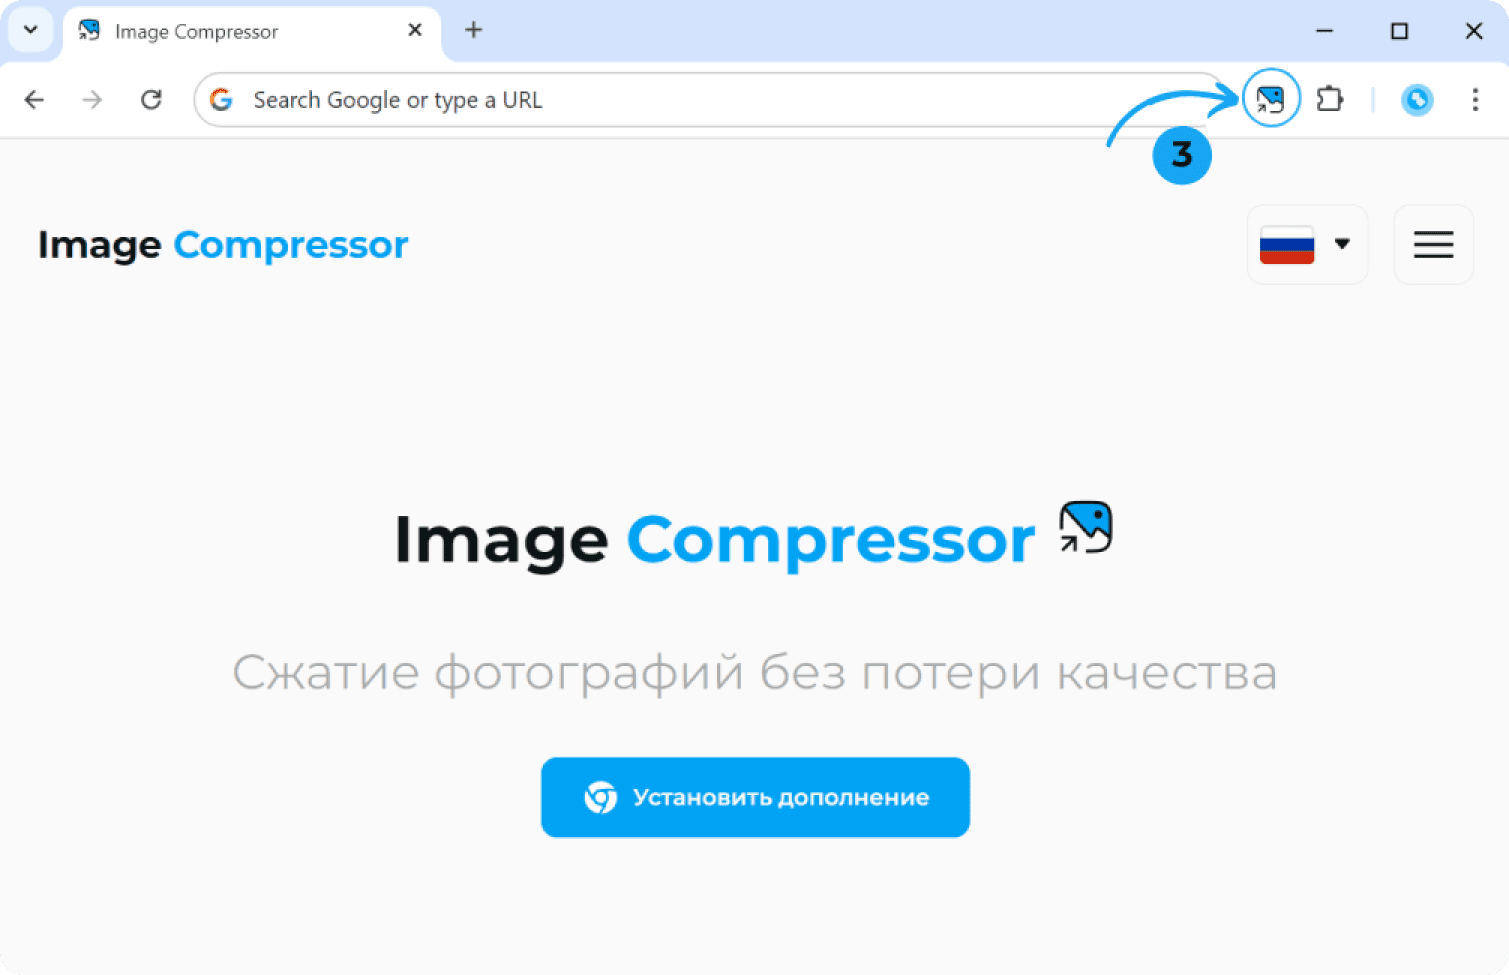 Image Compressor
Search Google or type a URL
3
Image Compressor
Image Compressor
Сжатие фотографий без потери качества
Установить дополнение